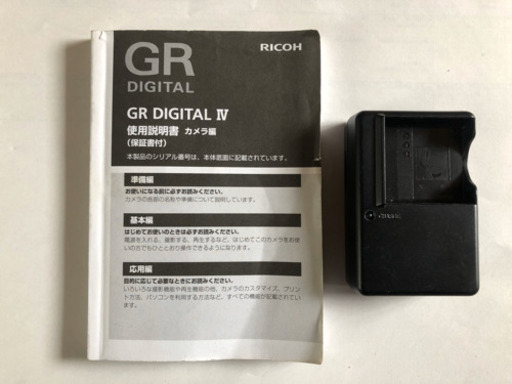 GR
DIGITAL
RICOH
GR DIGITAL Ⅳ
使用説明書 カメラ編
(保証書付)
本製品のシリアル番号は、本体底面に記載されています。
準備編
お使いになる前に必ずお読みください。
カメラの各部の名称や準備について説明しています。
基本編
はじめてお使いのときは必ずお読みください。
電源を入れる、撮影する、再生するなど、はじめてこのカメラをお使
いの方でもひととおり操作できるようになります。
応用編
目的に応じて必要なときにお読みください。
いろいろな撮影機能や再生機能の他、カメラのカスタマイズ、プリン
ト方法、パソコンを利用する方法など、すべての機能が記載されてい
ます。
CHARGE